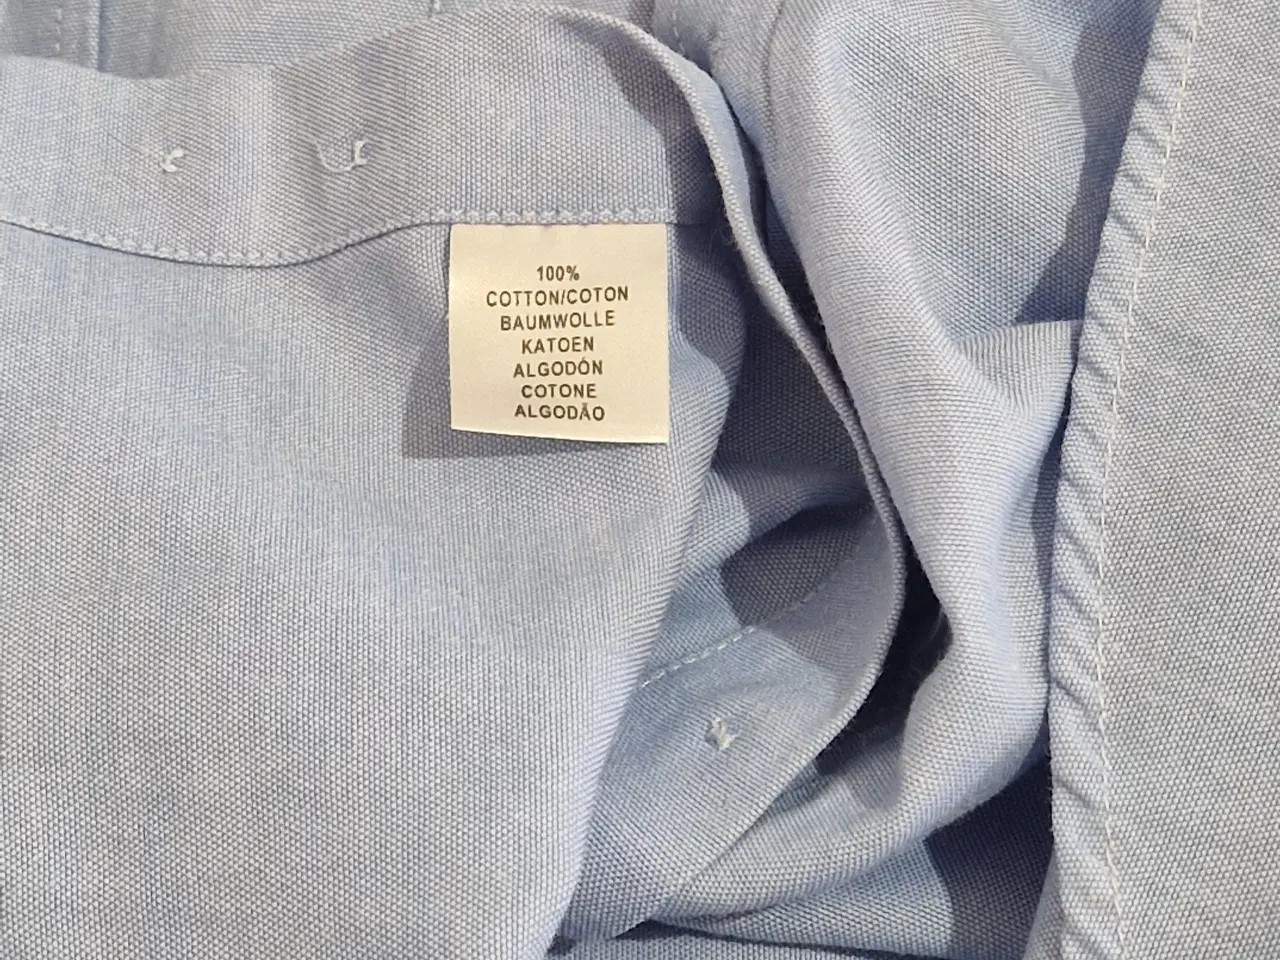 100%
COTTON/COTON
BAUMWOLLE
KATOEN
ALGODÓN
COTONE
ALGODÃO